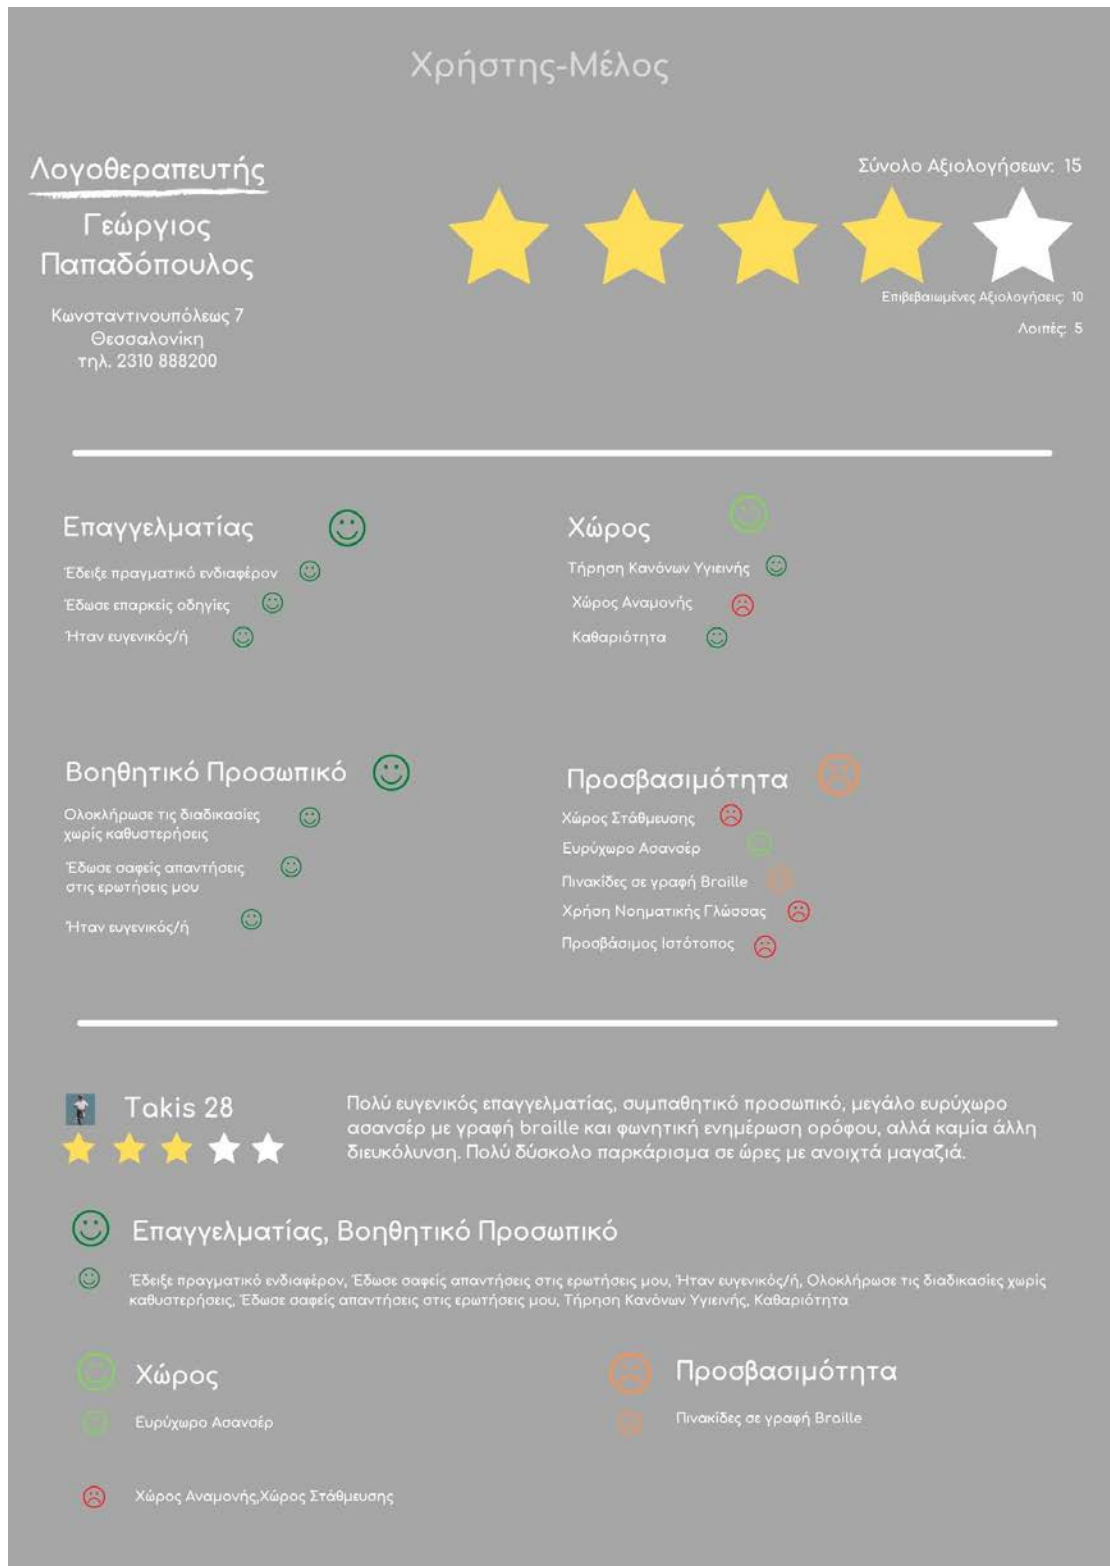 Χρήστης-Μέλος
Λογοθεραπευτής
Γεώργιος
Παπαδόπουλος
Κωνσταντινουπόλεως 7
Θεσσαλονίκη
τηλ. 2310 888200
Σύνολο Αξιολογήσεων: 15
Επιβεβαιωμένες Αξιολογήσεις: 10
Λοιπές: 5
Επαγγελματίας
Έδειξε πραγματικό ενδιαφέρον
Έδωσε επαρκείς οδηγίες
Ήταν ευγενικός/ή
Χώρος
Τήρηση Κανόνων Υγιεινής
Χώρος Αναμονής
Καθαριότητα
Βοηθητικό Προσωπικό
Ολοκλήρωσε τις διαδικασίες
χωρίς καθυστερήσεις
Έδωσε σαφείς απαντήσεις
στις ερωτήσεις μου
Ήταν ευγενικός/ή
Προσβασιμότητα
Χώρος Στάθμευσης
Ευρύχωρο Ασανσέρ
Πινακίδες σε γραφή Braille
Χρήση Νοηματικής Γλώσσας
Προσβάσιμος Ιστότοπος
Takis 28
Πολύ ευγενικός επαγγελματίας, συμπαθητικό προσωπικό, μεγάλο ευρύχωρο
ασανσέρ με γραφή braille και φωνητική ενημέρωση ορόφου, αλλά καμία άλλη
διευκόλυνση. Πολύ δύσκολο παρκάρισμα σε ώρες με ανοιχτά μαγαζιά.
Επαγγελματίας, Βοηθητικό Προσωπικό
Έδειξε πραγματικό ενδιαφέρον, Έδωσε σαφείς απαντήσεις στις ερωτήσεις μου, Ήταν ευγενικός/ή, Ολοκλήρωσε τις διαδικασίες χωρίς
καθυστερήσεις, Έδωσε σαφείς απαντήσεις στις ερωτήσεις μου, Τήρηση Κανόνων Υγιεινής, Καθαριότητα
Χώρος
Ευρύχωρο Ασανσέρ
Προσβασιμότητα
Πινακίδες σε γραφή Braille
Χώρος Αναμονής,Χώρος Στάθμευσης